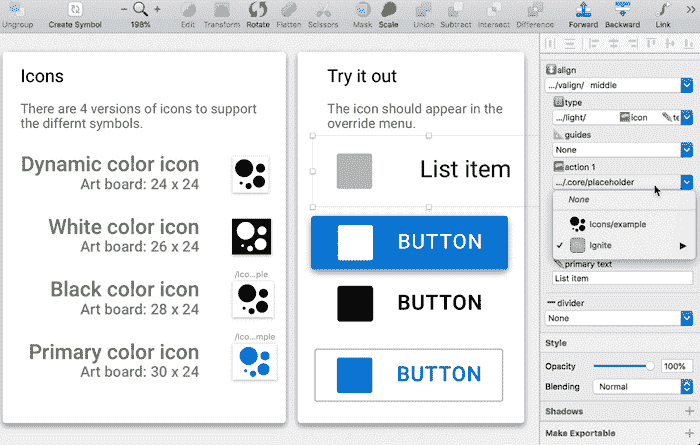 198%
Ungroup
Create Symbol
Edit
Transform
Rotate
Flatten
Scissors
Mask
Scale
Union
Subtract
Intersect
Difference
Forward
Backward
Link
Icons
There are 4 versions of icons to support
the differnt symbols.
Dynamic color icon
Art board: 24 x 24
White color icon
Art board: 26 x 24
/Ico...ple
Black color icon
Art board: 28 x 24
/Ico...mple
Primary color icon
Art board: 30 x 24
Try it out
The icon should appear in the
override menu.
List item
BUTTON
BUTTON
BUTTON
align
.../valign/ middle
type
.../light/ icon te
guides
None
action 1
.../.core/placeholder
None
Icons/example
✓ Ignite
primary text
List item
divider
None
Style
Opacity 100%
Blending Normal
Shadows
Make Exportable